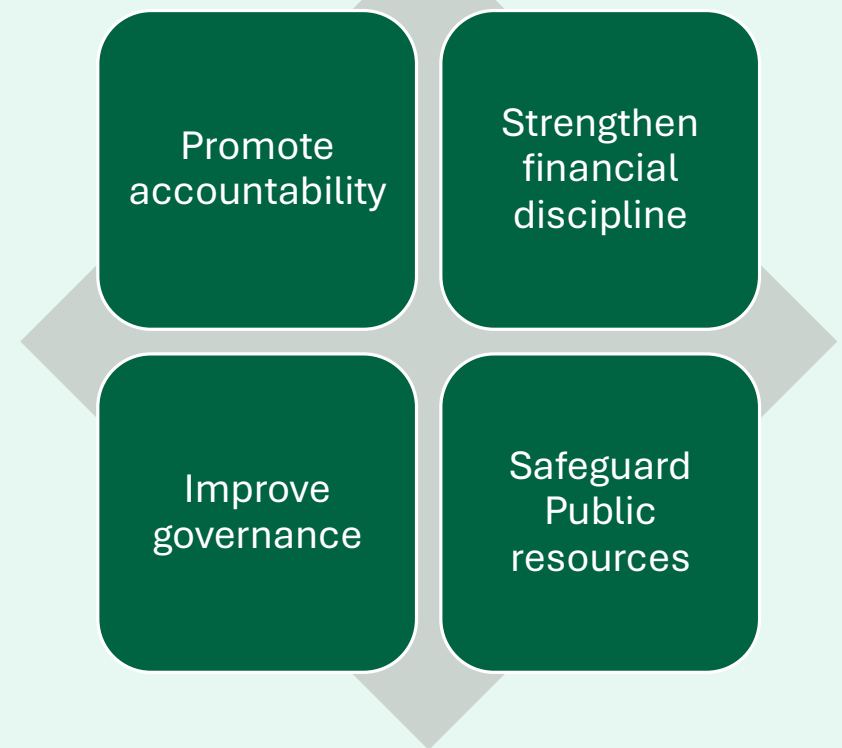 Promote
accountability
Strengthen
financial
discipline
Improve
governance
Safeguard
Public
resources